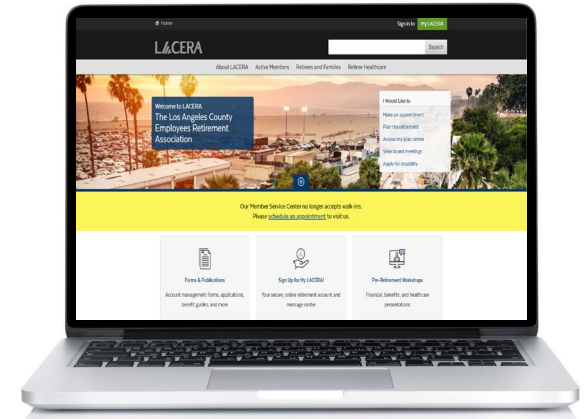 Home
Sign in to My LACERA
LACERA
Search
About LACERA Active Members Retirees and Families Retiree Healthcare
Welcome to LACERA
The Los Angeles County
Employees Retirement
Association
I Would Like to
Make an appointment
Plan my retirement
Access my plan center
View board meetings
Apply for disability
Our Member Service Center no longer accepts walk-ins.
Please schedule an appointment to visit us.
Forms & Publications
Account management forms, applications,
benefit guides, and more
Sign Up for My LACERA!
Your secure, online retirement account and
message center
Pre-Retirement Workshops
Financial, benefits, and healthcare
presentations